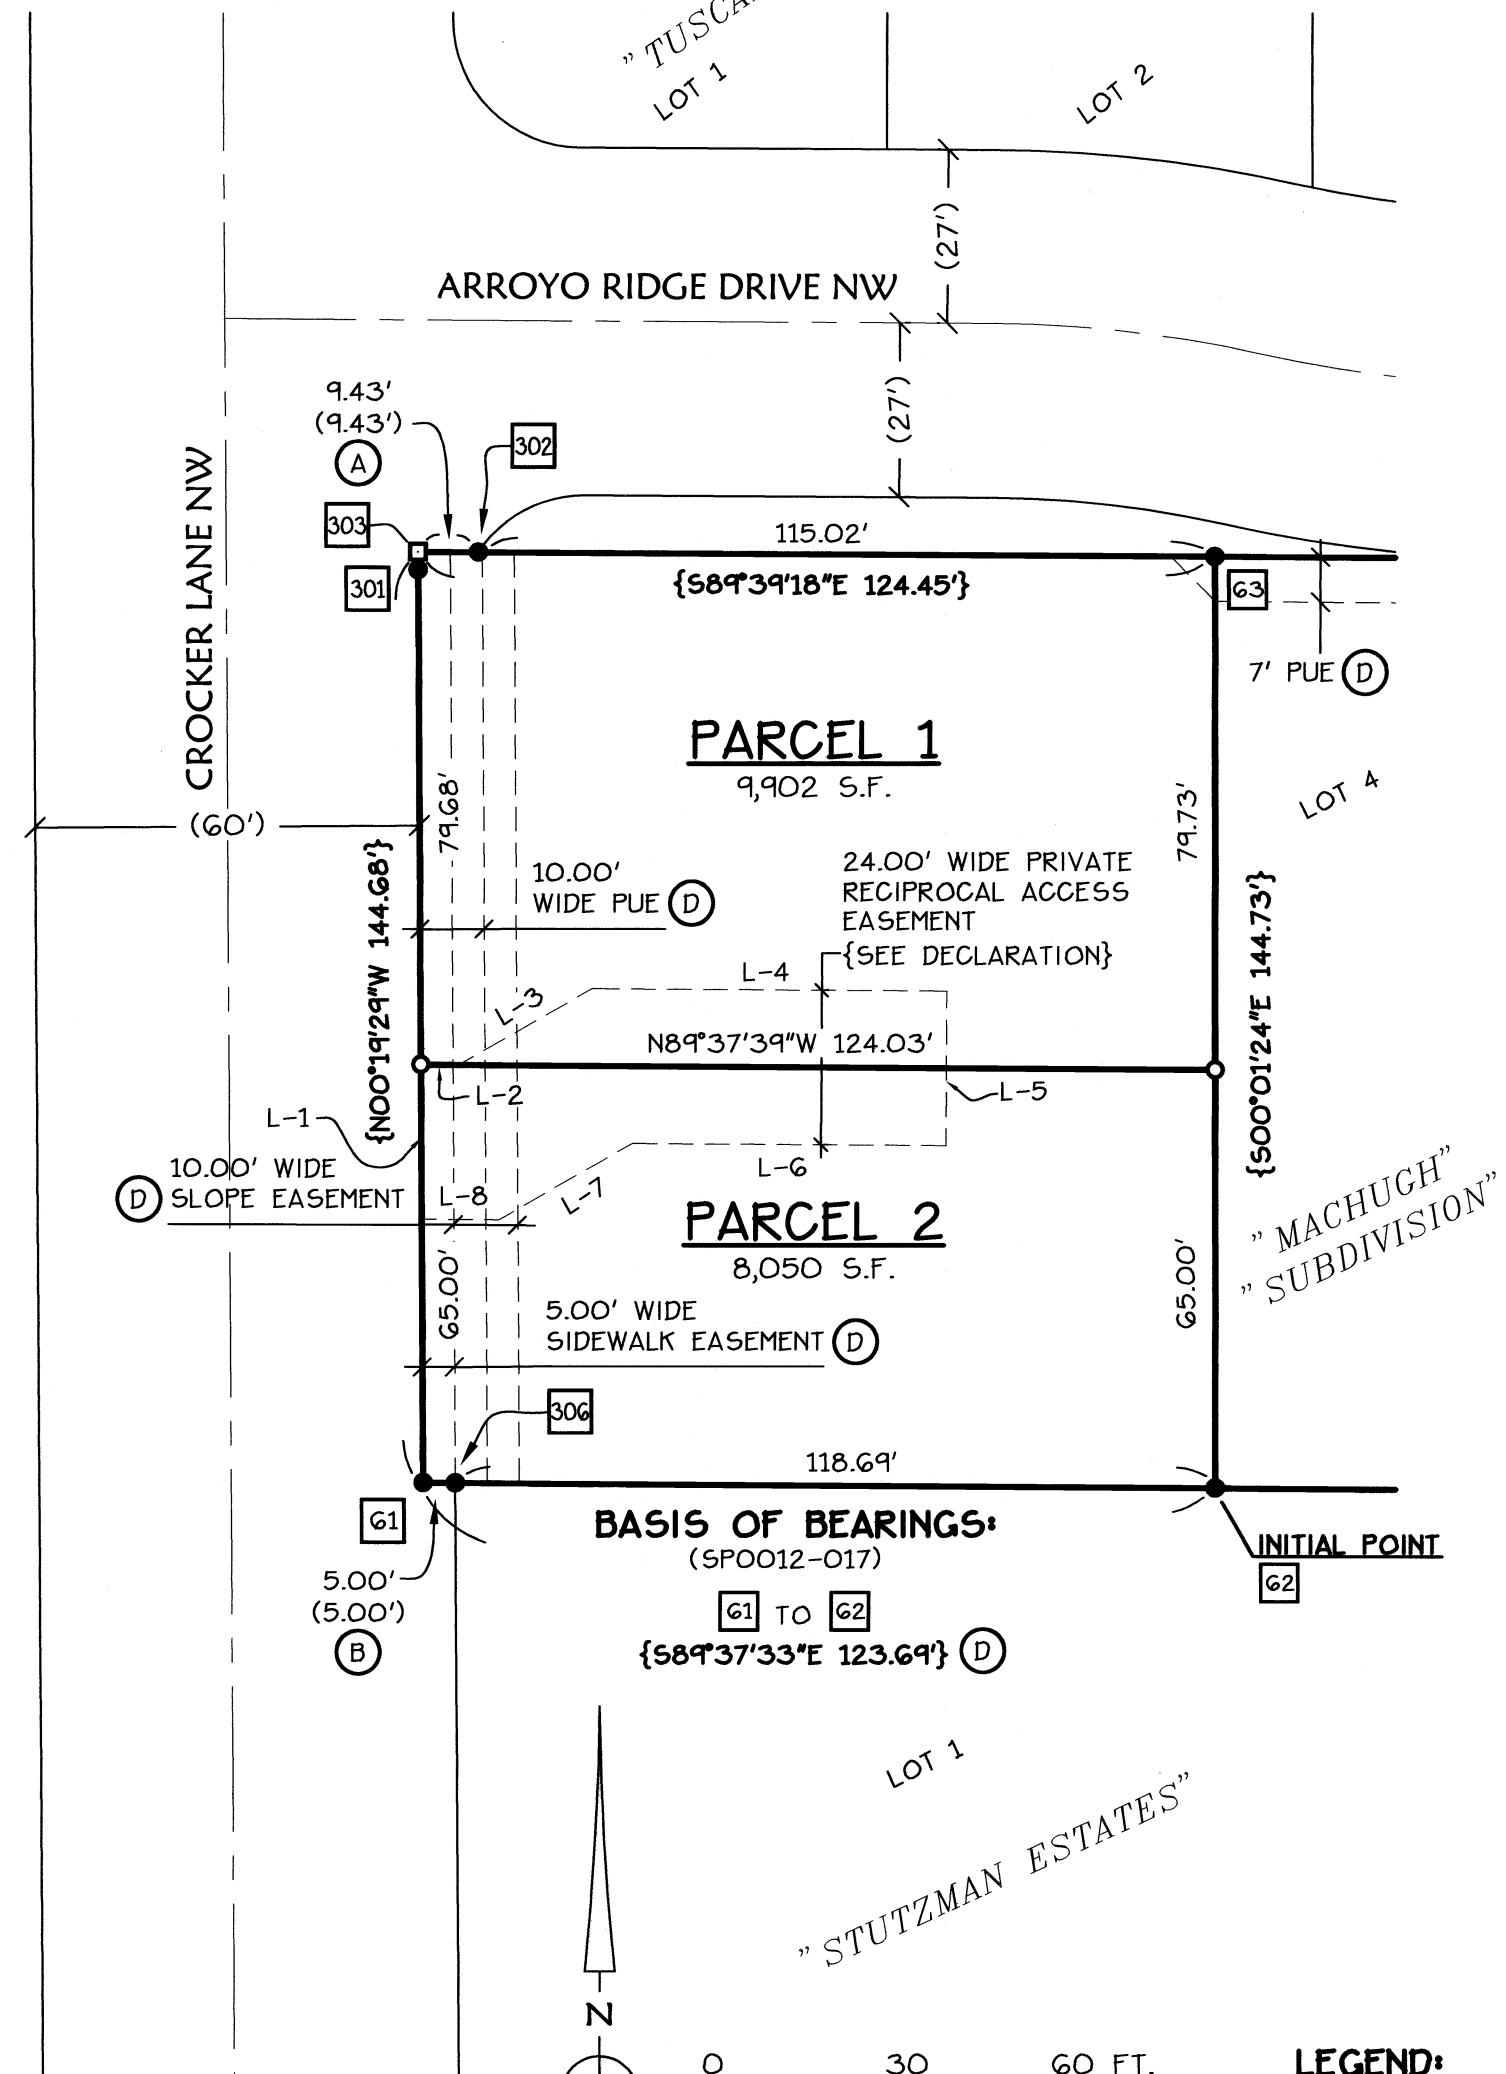 " TUSCA
LOT 1
LOT 2
(27')
ARROYO RIDGE DRIVE NW
(27')
9.43'
(9.43')
A
302
303
301
115.02'
{S89°39'18"E 124.45'}
63
7' PUE D
CROCKER LANE NW
PARCEL 1
9,902 S.F.
LOT 4
79.68'
79.73'
(60')
{N00°19'29"W 144.68'}
10.00'
WIDE PUE D
24.00' WIDE PRIVATE
RECIPROCAL ACCESS
EASEMENT
{SEE DECLARATION}
{S00°01'24"E 144.73'}
L-4
L-3
N89°37'39"W 124.03'
L-2
L-5
L-1
10.00' WIDE
D SLOPE EASEMENT
L-8
L-7
L-6
PARCEL 2
8,050 S.F.
" MACHUGH"
" SUBDIVISION"
65.00'
65.00'
5.00' WIDE
SIDEWALK EASEMENT D
306
118.69'
61
BASIS OF BEARINGS:
(SP0012-017)
61 TO 62
{S89°37'33"E 123.69'} D
INITIAL POINT
62
5.00'
(5.00')
B
LOT 1
" STUTZMAN ESTATES"
N
0 30 60 FT.
LEGEND: